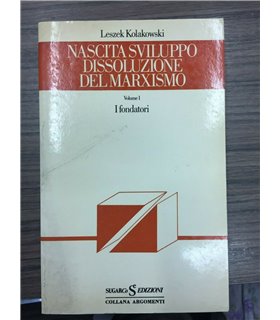 Leszek Kolakowski
NASCITA SVILUPPO
DISSOLUZIONE
DEL MARXISMO
Volume I
I fondatori
SUGARCo S EDIZIONI
COLLANA ARGOMENTI